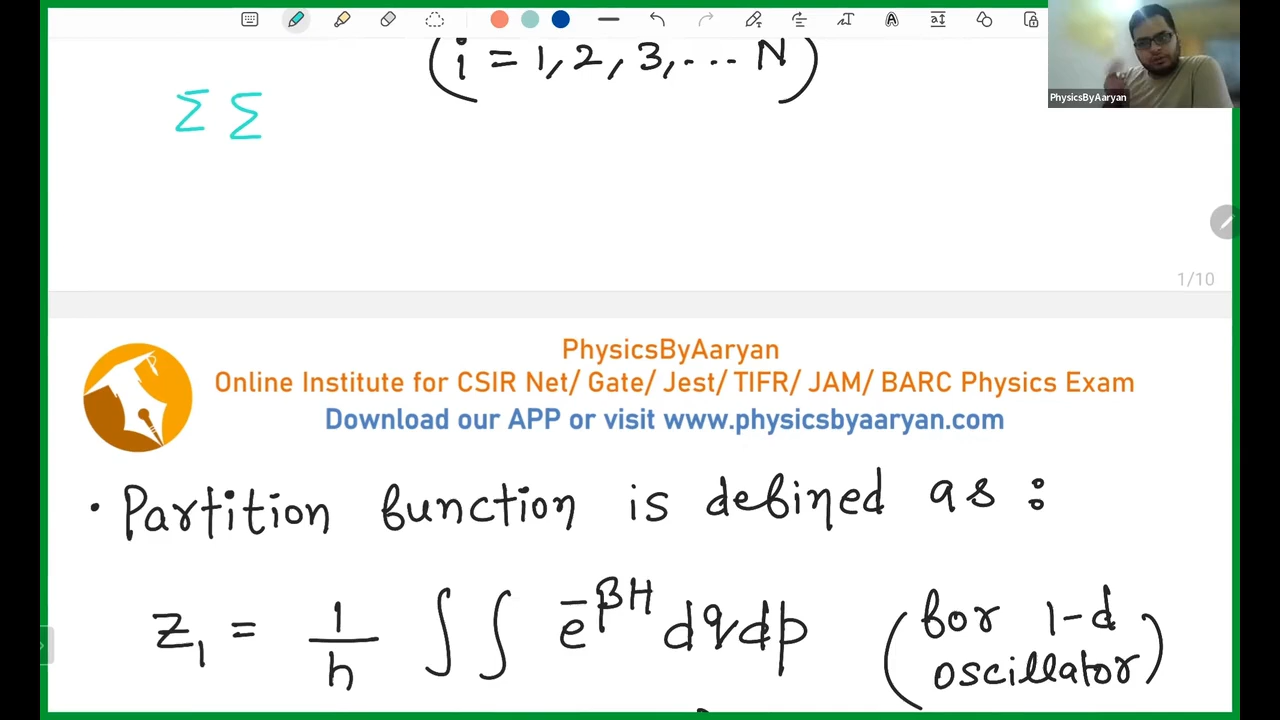 (i = 1, 2, 3, ... N)
PhysicsByAaryan
Σ Σ
1/10
PhysicsByAaryan
Online Institute for CSIR Net/ Gate/ Jest/ TIFR/ JAM/ BARC Physics Exam
Download our APP or visit www.physicsbyaaryan.com
• Partition function is defined as :
Z₁ = 1/h ∫∫ e^{-βH} dq dp (for 1-d oscillator)